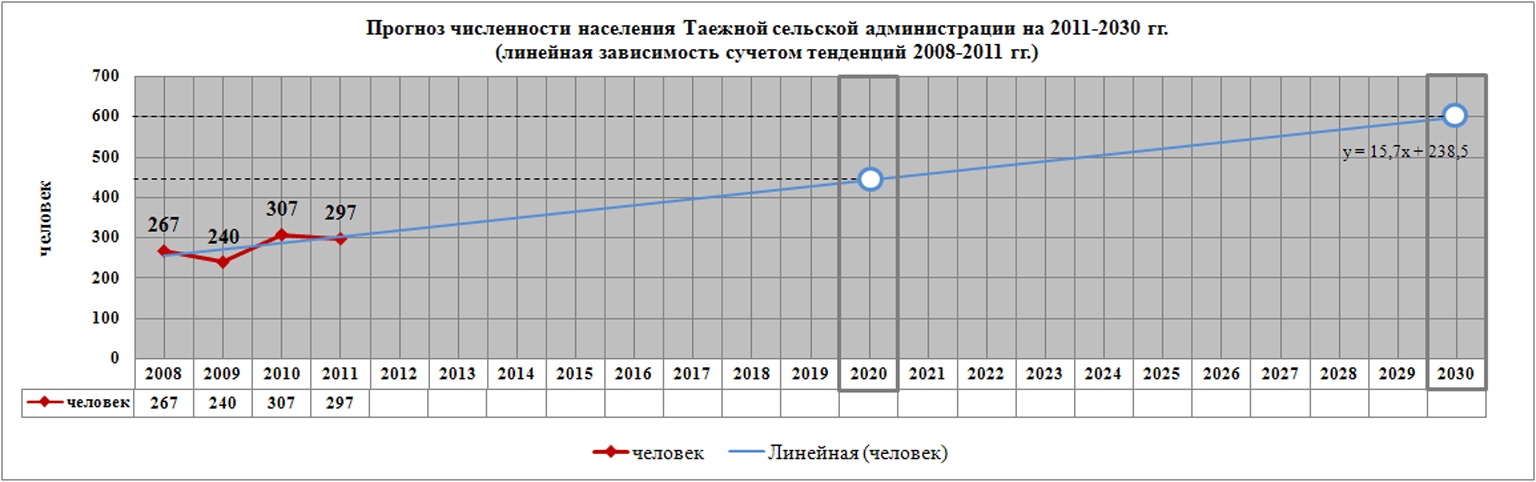 Прогноз численности населения Таежной сельской администрации на 2011-2030 гг.
(линейная зависимость сучетом тенденций 2008-2011 гг.)
700
600
500
400
300
200
100
0
человек
267
240
307
297
y = 15,7x + 238,5
2008 2009 2010 2011 2012 2013 2014 2015 2016 2017 2018 2019 2020 2021 2022 2023 2024 2025 2026 2027 2028 2029 2030
человек 267 240 307 297
человек Линейная (человек)